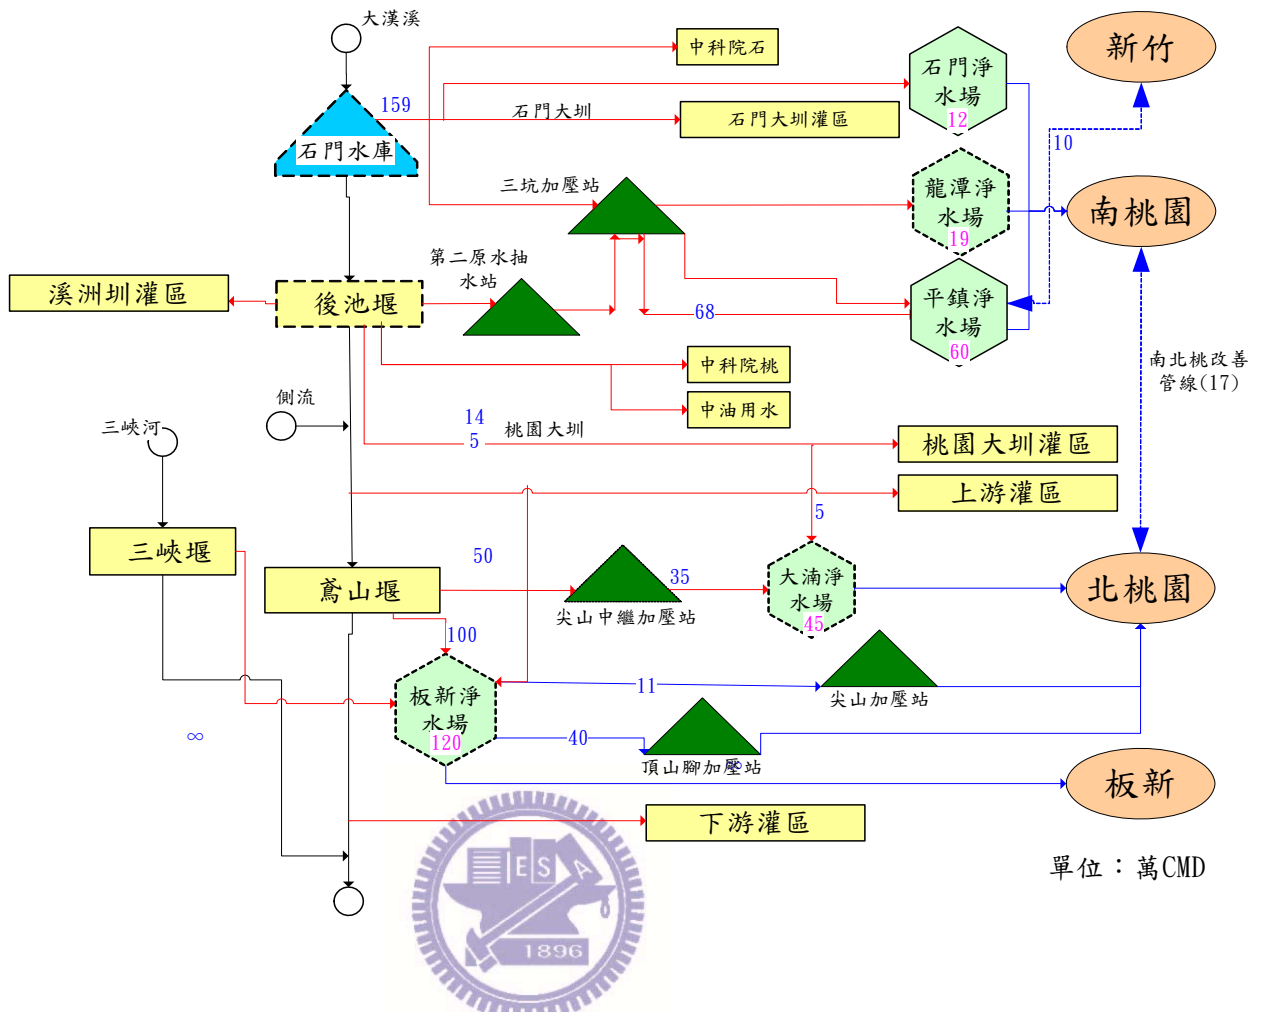 大漢溪
中科院石
新竹
石門淨
水場
12
159
石門大圳
石門大圳灌區
10
石門水庫
三坑加壓站
龍潭淨
水場
19
南桃園
第二原水抽
水站
溪洲圳灌區
後池堰
平鎮淨
水場
60
68
中科院桃
南北桃改善
管線(17)
側流
中油用水
三峽河
14
5
桃園大圳
桃園大圳灌區
上游灌區
5
三峽堰
50
鳶山堰
35
尖山中繼加壓站
大湳淨
水場
45
北桃園
100
板新淨
水場
120
11
尖山加壓站
∞
40
頂山腳加壓站
∞
板新
下游灌區
單位：萬CMD
ESA
1896